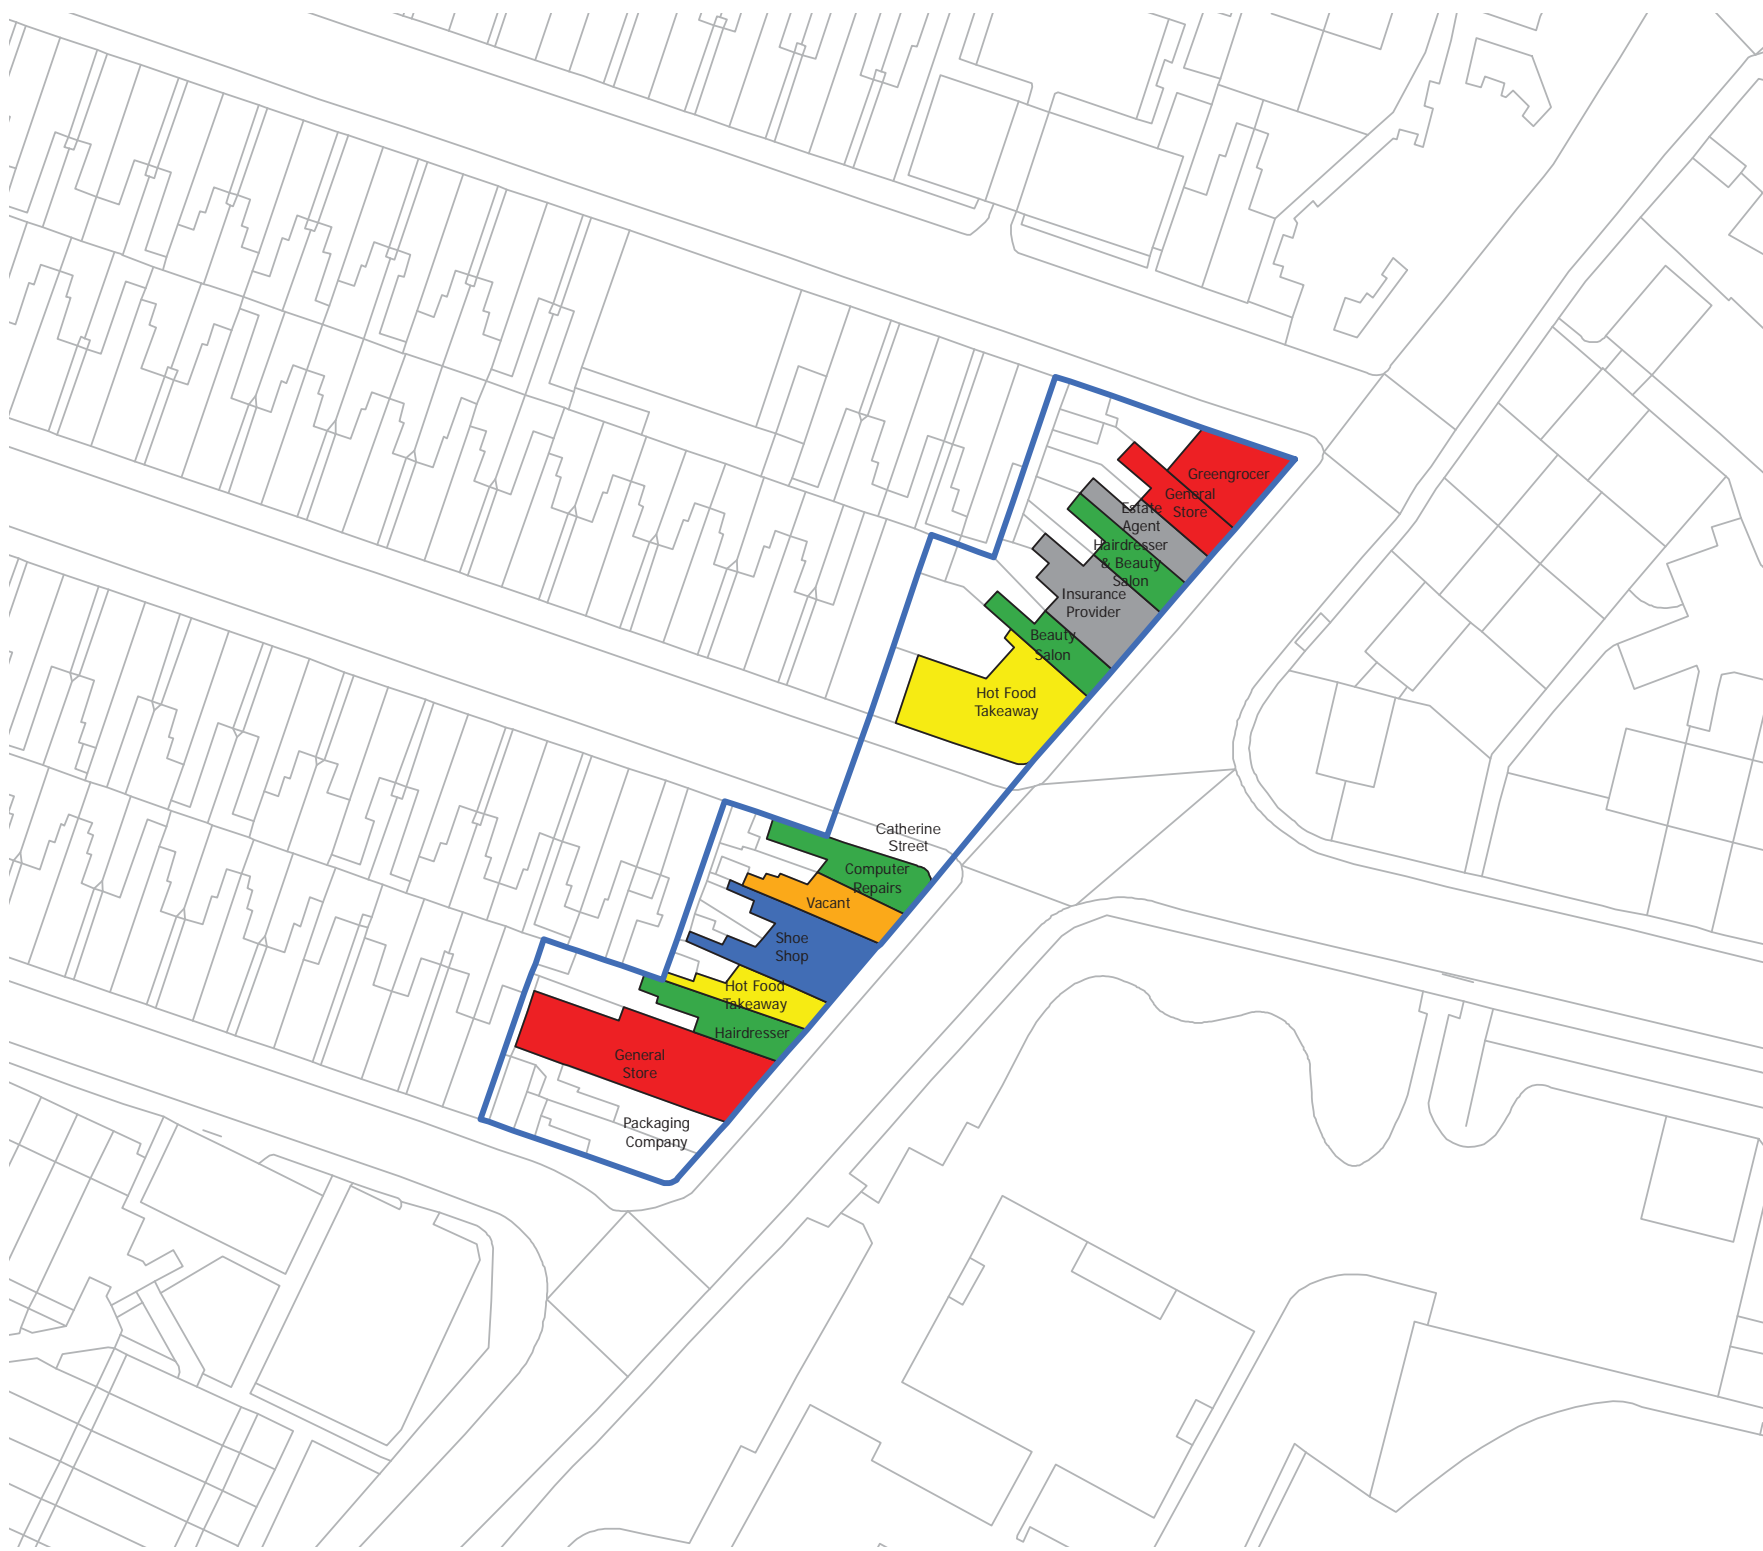 Greengrocer
General
Store
Estate
Agent
Hairdresser
& Beauty
Salon
Insurance
Provider
Beauty
Salon
Hot Food
Takeaway
Catherine
Street
Computer
Repairs
Vacant
Shoe
Shop
Hot Food
Takeaway
Hairdresser
General
Store
Packaging
Company